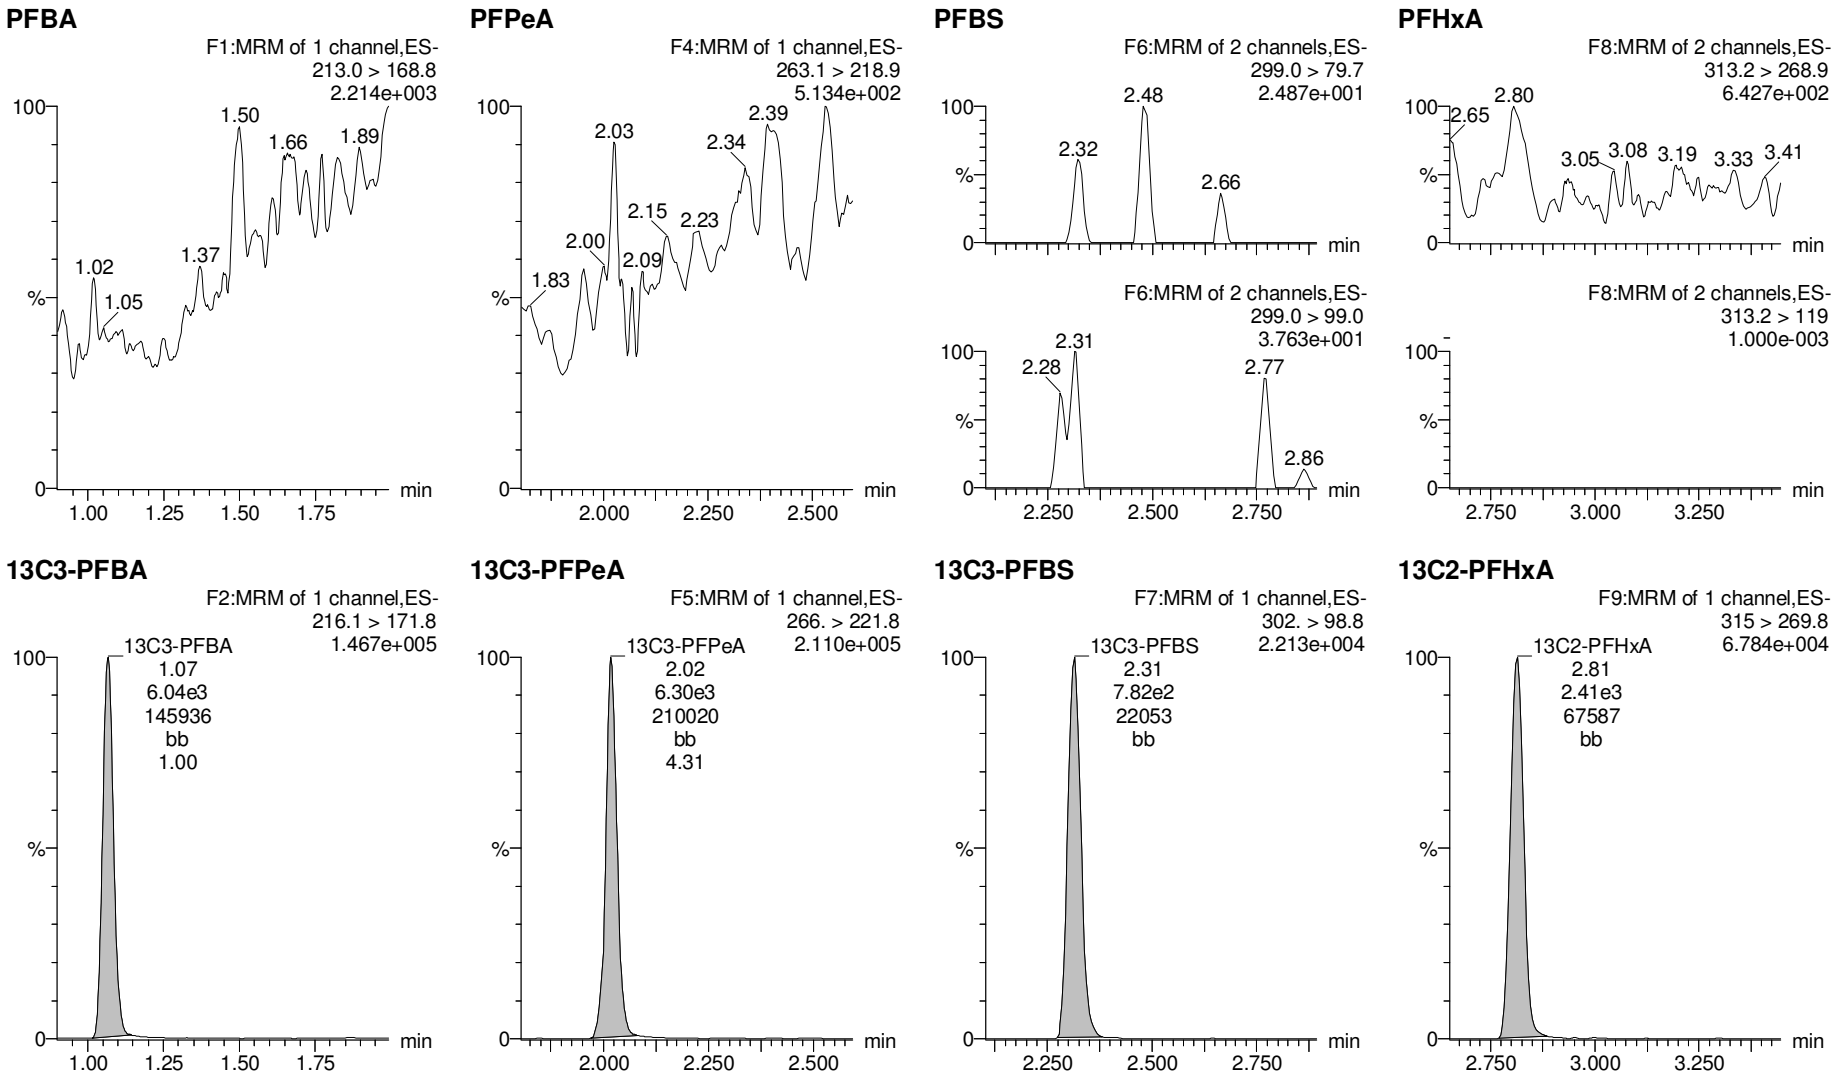 PFBA
F1:MRM of 1 channel,ES-
213.0 > 168.8
2.214e+003
100
1.50
1.66
1.89
1.37
1.02
1.05
%
0
min
1.00 1.25 1.50 1.75
PFPeA
F4:MRM of 1 channel,ES-
263.1 > 218.9
5.134e+002
100
2.39
2.03
2.34
2.15
2.23
2.00
2.09
1.83
%
0
min
2.000 2.250 2.500
PFBS
F6:MRM of 2 channels,ES-
299.0 > 79.7
2.487e+001
100
2.48
2.32
2.66
%
0
min
F6:MRM of 2 channels,ES-
299.0 > 99.0
3.763e+001
100
2.31
2.28
2.77
2.86
%
0
min
2.250 2.500 2.750
PFHxA
F8:MRM of 2 channels,ES-
313.2 > 268.9
6.427e+002
100
2.80
2.65
3.05
3.08
3.19
3.33
3.41
%
0
min
F8:MRM of 2 channels,ES-
313.2 > 119
1.000e-003
100
%
0
min
2.750 3.000 3.250
13C3-PFBA
F2:MRM of 1 channel,ES-
216.1 > 171.8
1.467e+005
100
13C3-PFBA
1.07
6.04e3
145936
bb
1.00
%
0
min
1.00 1.25 1.50 1.75
13C3-PFPeA
F5:MRM of 1 channel,ES-
266. > 221.8
2.110e+005
100
13C3-PFPeA
2.02
6.30e3
210020
bb
4.31
%
0
min
2.000 2.250 2.500
13C3-PFBS
F7:MRM of 1 channel,ES-
302. > 98.8
2.213e+004
100
13C3-PFBS
2.31
7.82e2
22053
bb
%
0
min
2.250 2.500 2.750
13C2-PFHxA
F9:MRM of 1 channel,ES-
315 > 269.8
6.784e+004
100
13C2-PFHxA
2.81
2.41e3
67587
bb
%
0
min
2.750 3.000 3.250